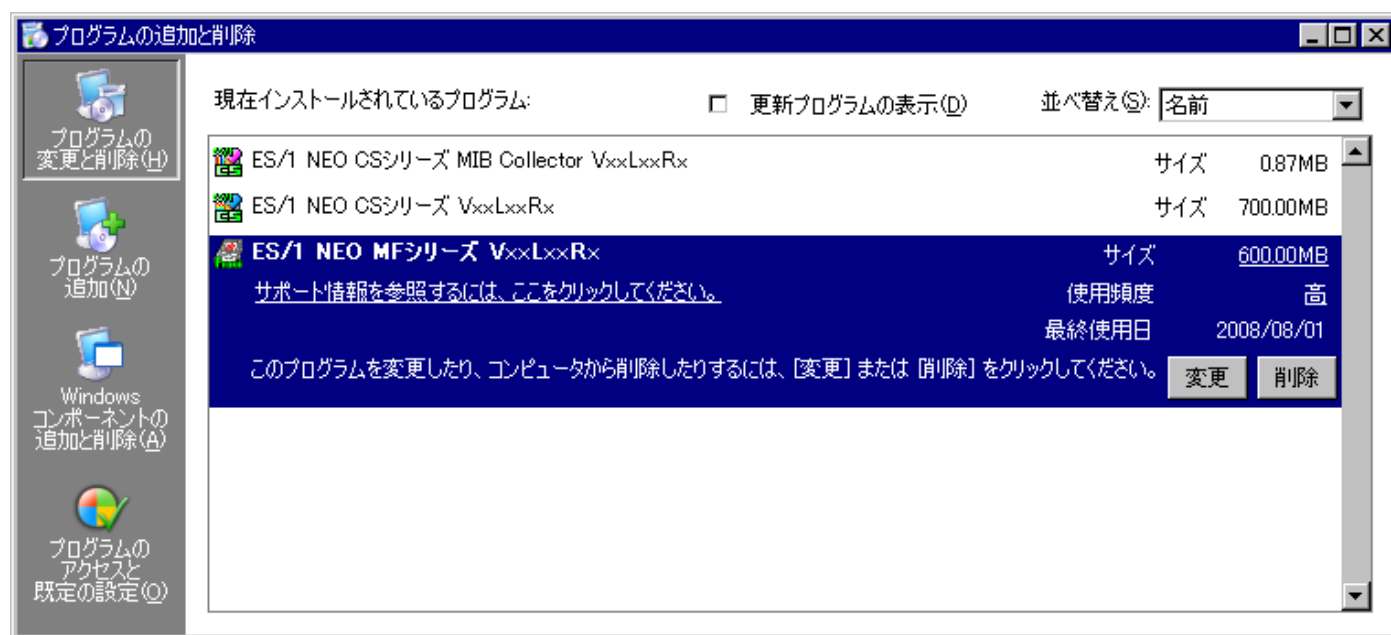 プログラムの追加と削除
プログラムの
変更と削除(H)
プログラムの
追加(N)
Windows
コンポーネントの
追加と削除(A)
プログラムの
アクセスと
既定の設定(O)
現在インストールされているプログラム:
更新プログラムの表示(D)
並べ替え(S): 名前
ES/1 NEO CSシリーズ MIB Collector VxxLxxRx サイズ 0.87MB
ES/1 NEO CSシリーズ VxxLxxRx サイズ 700.00MB
ES/1 NEO MFシリーズ VxxLxxRx サイズ 600.00MB
サポート情報を参照するには、ここをクリックしてください。 使用頻度 高
最終使用日 2008/08/01
このプログラムを変更したり、コンピュータから削除したりするには、[変更] または [削除] をクリックしてください。 変更 削除